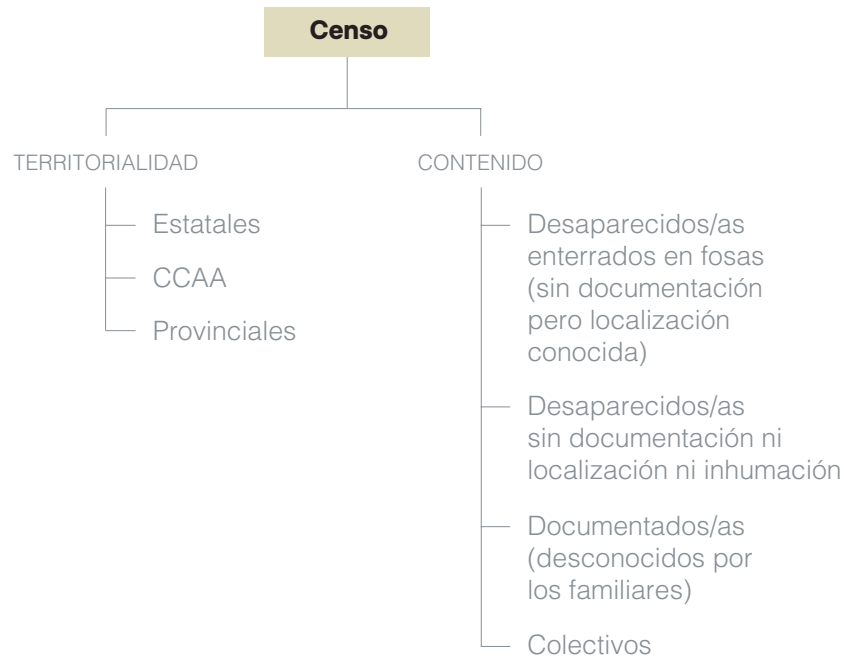 Censo
TERRITORIALIDAD
Estatales
CCAA
Provinciales
CONTENIDO
Desaparecidos/as
enterrados en fosas
(sin documentación
pero localización
conocida)
Desaparecidos/as
sin documentación ni
localización ni inhumación
Documentados/as
(desconocidos por
los familiares)
Colectivos